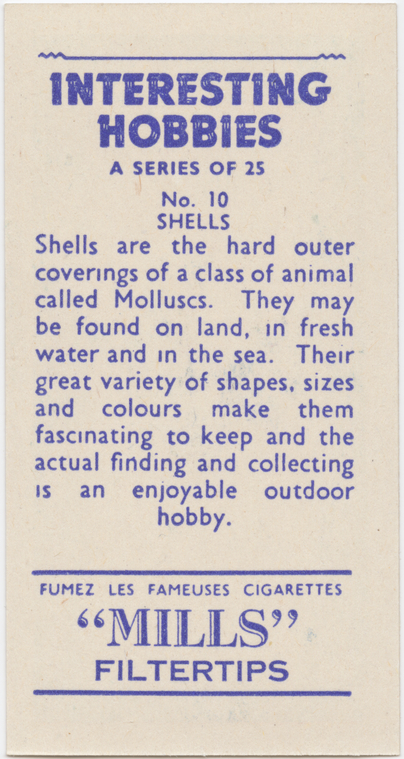 INTERESTING
HOBBIES
A SERIES OF 25
No. 10
SHELLS
Shells are the hard outer
coverings of a class of animal
called Molluscs. They may
be found on land, in fresh
water and in the sea. Their
great variety of shapes, sizes
and colours make them
fascinating to keep and the
actual finding and collecting
is an enjoyable outdoor
hobby.
FUMEZ LES FAMEUSES CIGARETTES
“MILLS”
FILTERTIPS